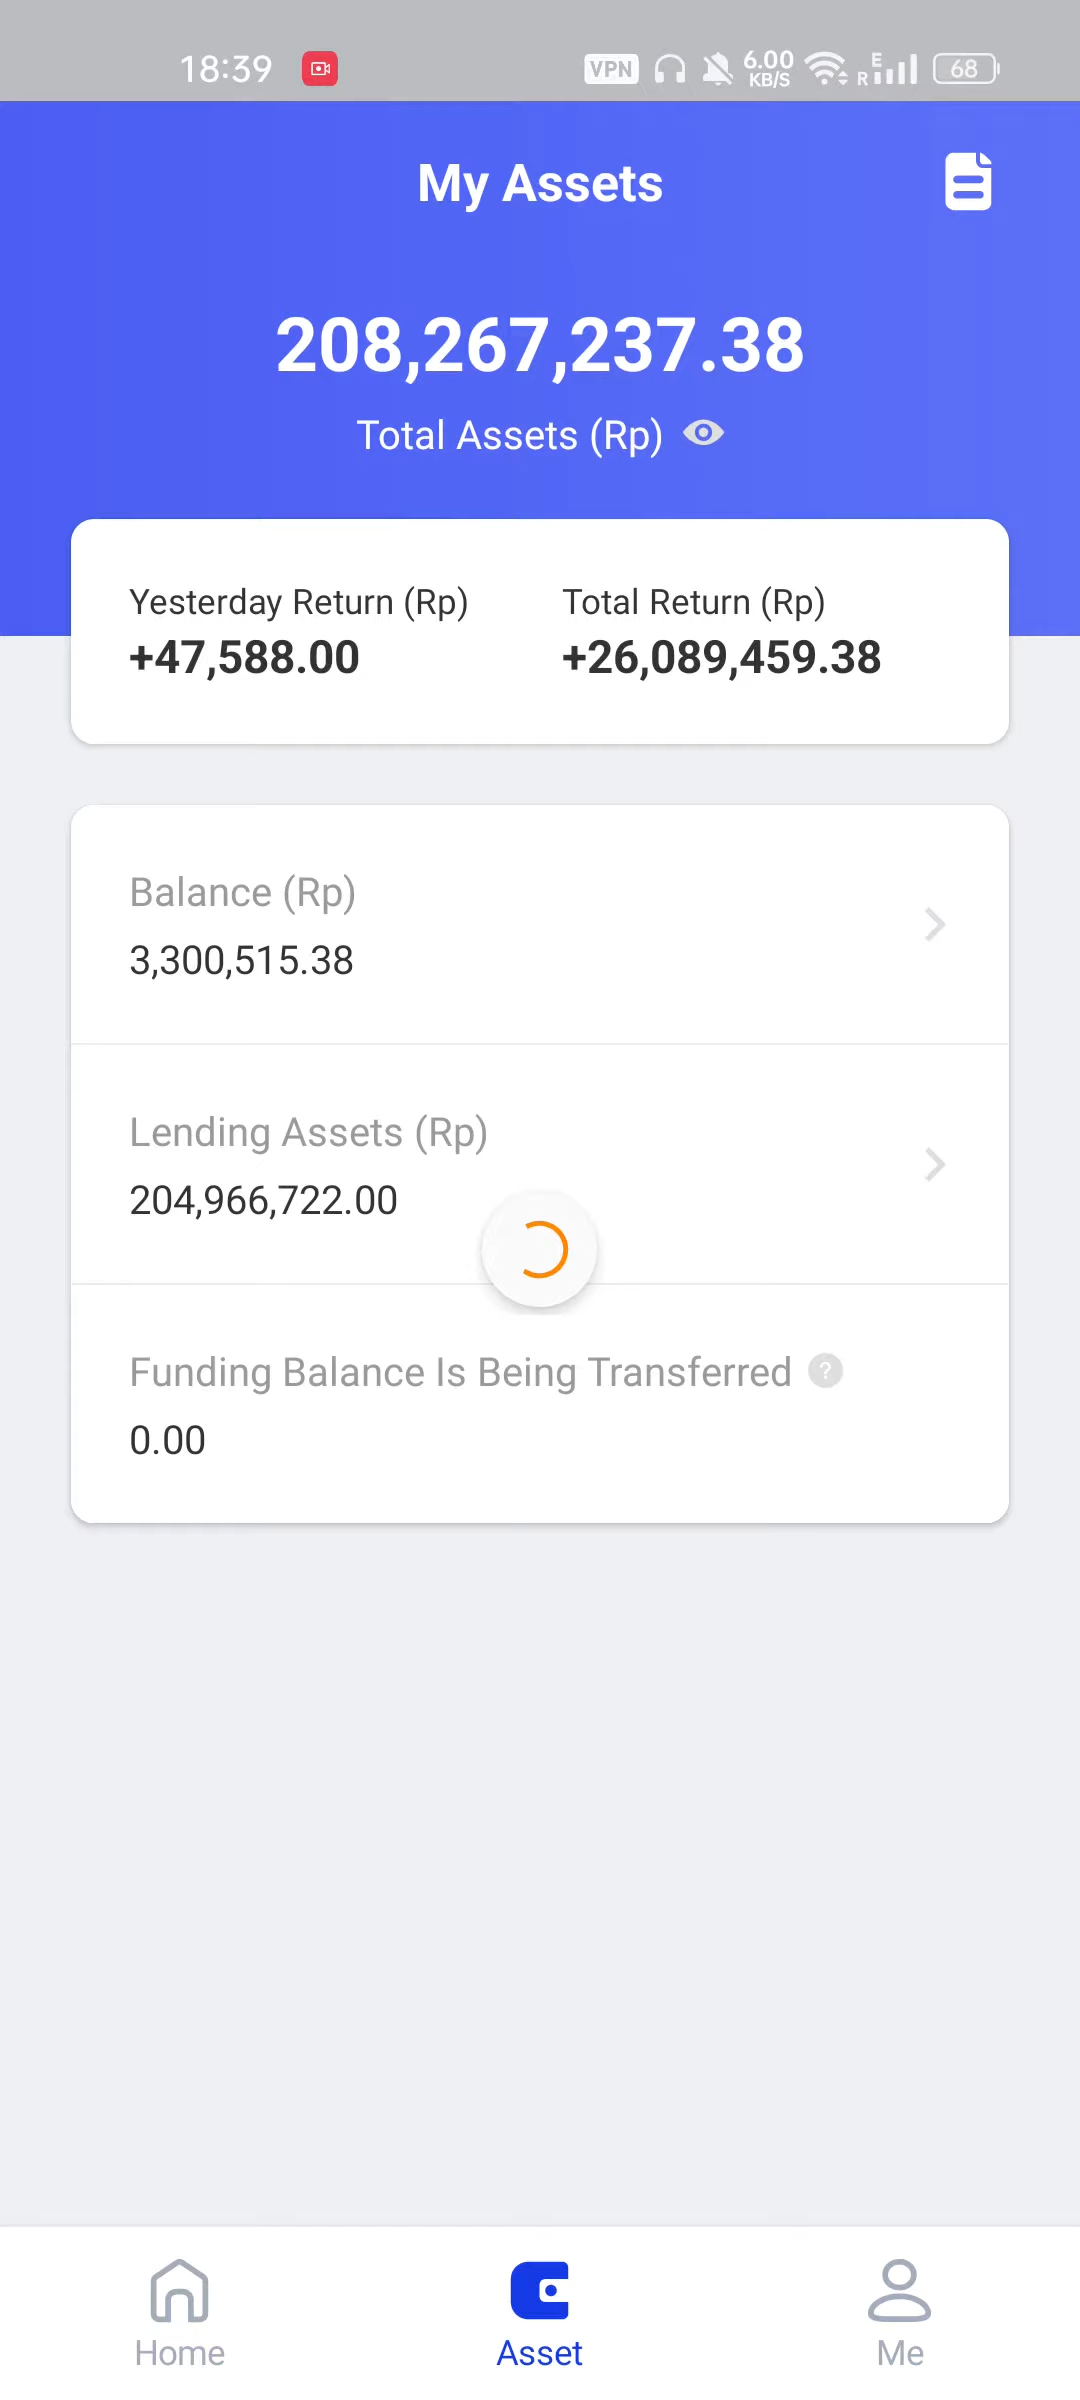 18:39
VPN
6.00
KB/S
R E
68
My Assets
208,267,237.38
Total Assets (Rp)
Yesterday Return (Rp)
Total Return (Rp)
+47,588.00
+26,089,459.38
Balance (Rp)
3,300,515.38
Lending Assets (Rp)
204,966,722.00
Funding Balance Is Being Transferred ?
0.00
Home
Asset
Me